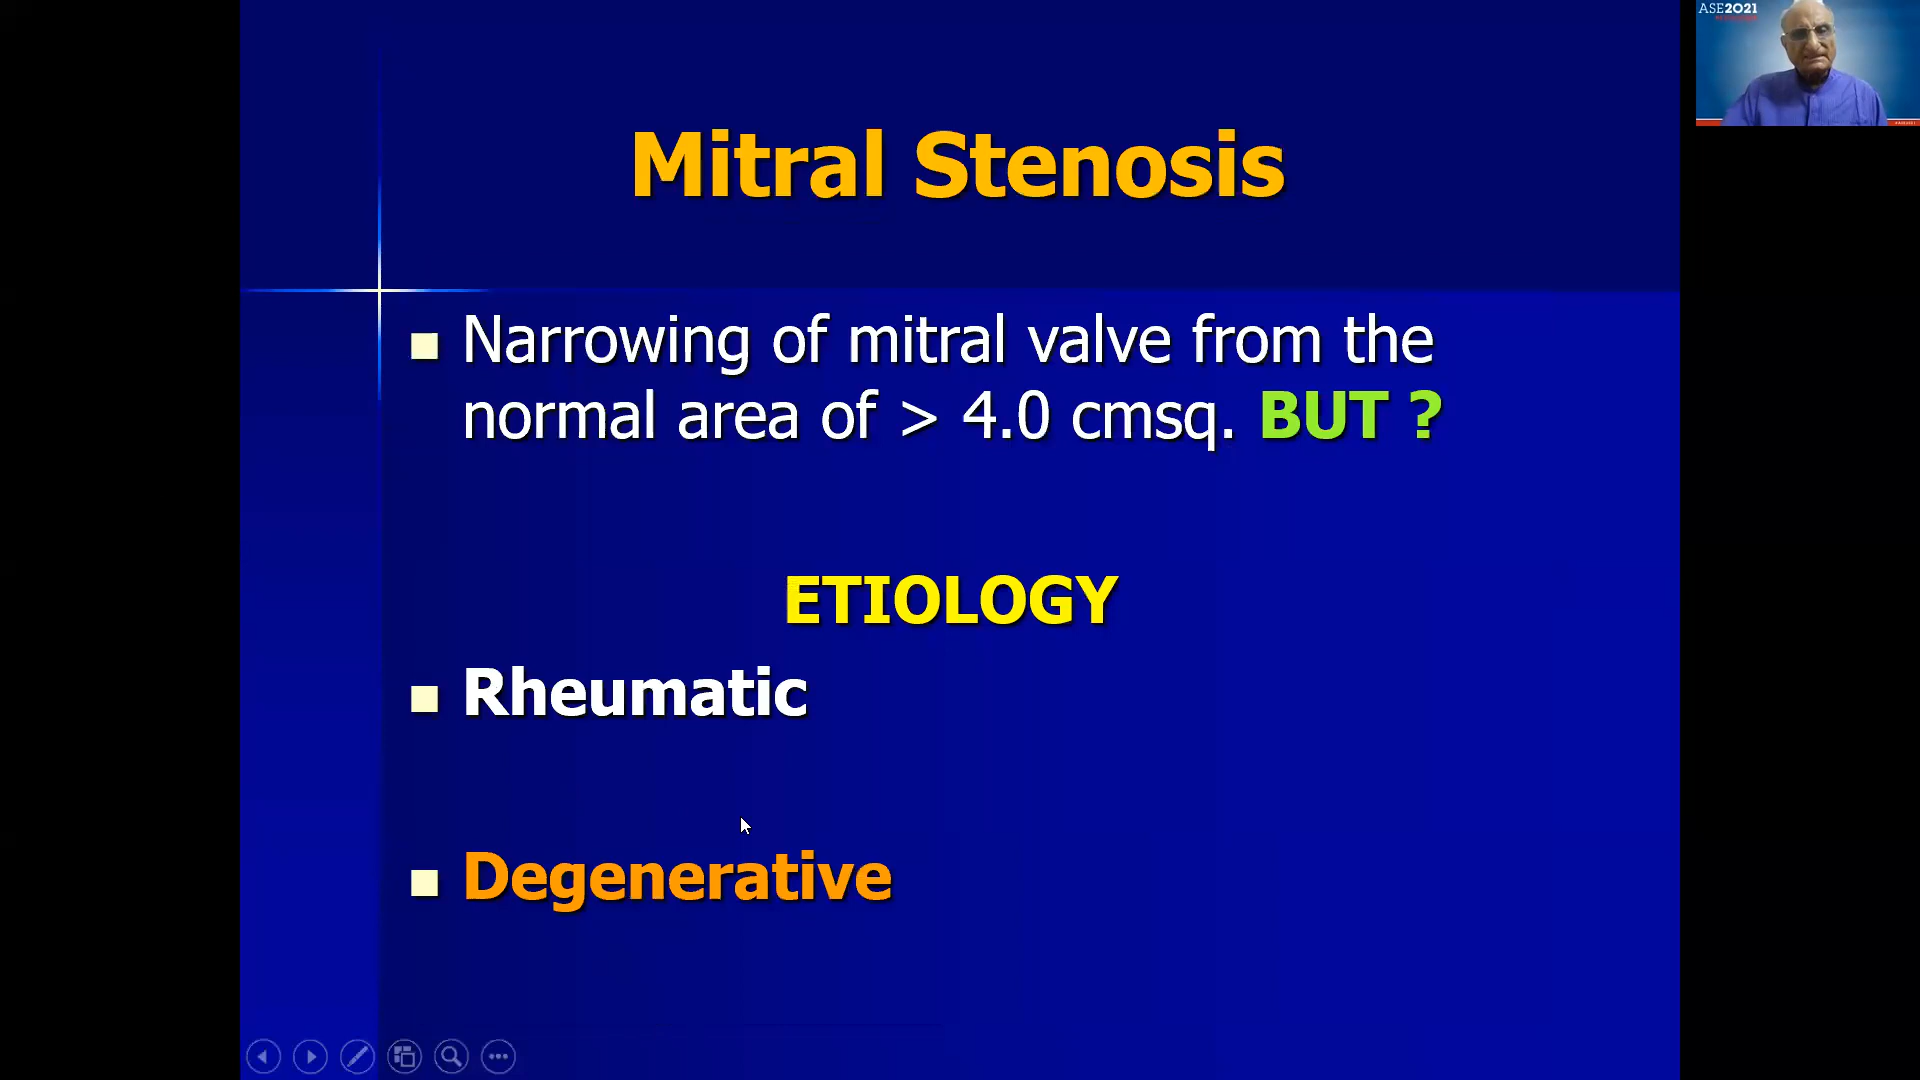 ASE2021
Mitral Stenosis
Narrowing of mitral valve from the
normal area of > 4.0 cmsq. BUT ?
ETIOLOGY
Rheumatic
Degenerative